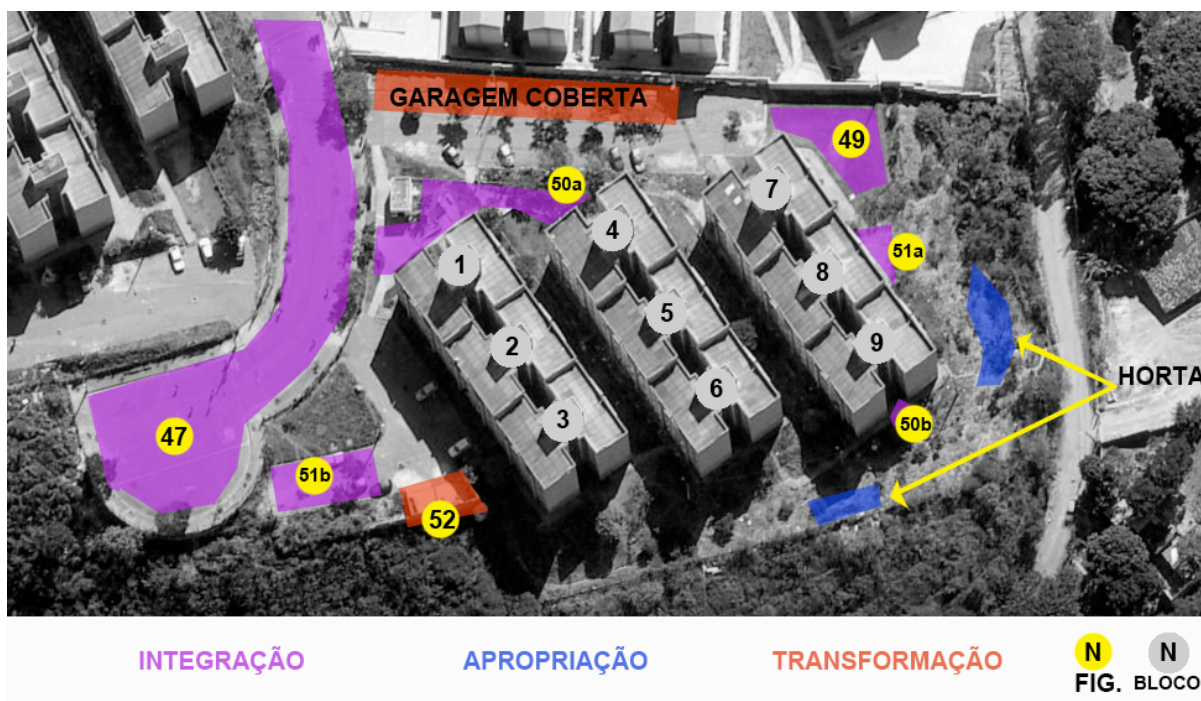 GARAGEM COBERTA
49
50a
7
4
51a
1
8
5
2
9
6
HORTA
3
50b
47
51b
52
INTEGRAÇÃO
APROPRIAÇÃO
TRANSFORMAÇÃO
N
FIG.
N
BLOCO